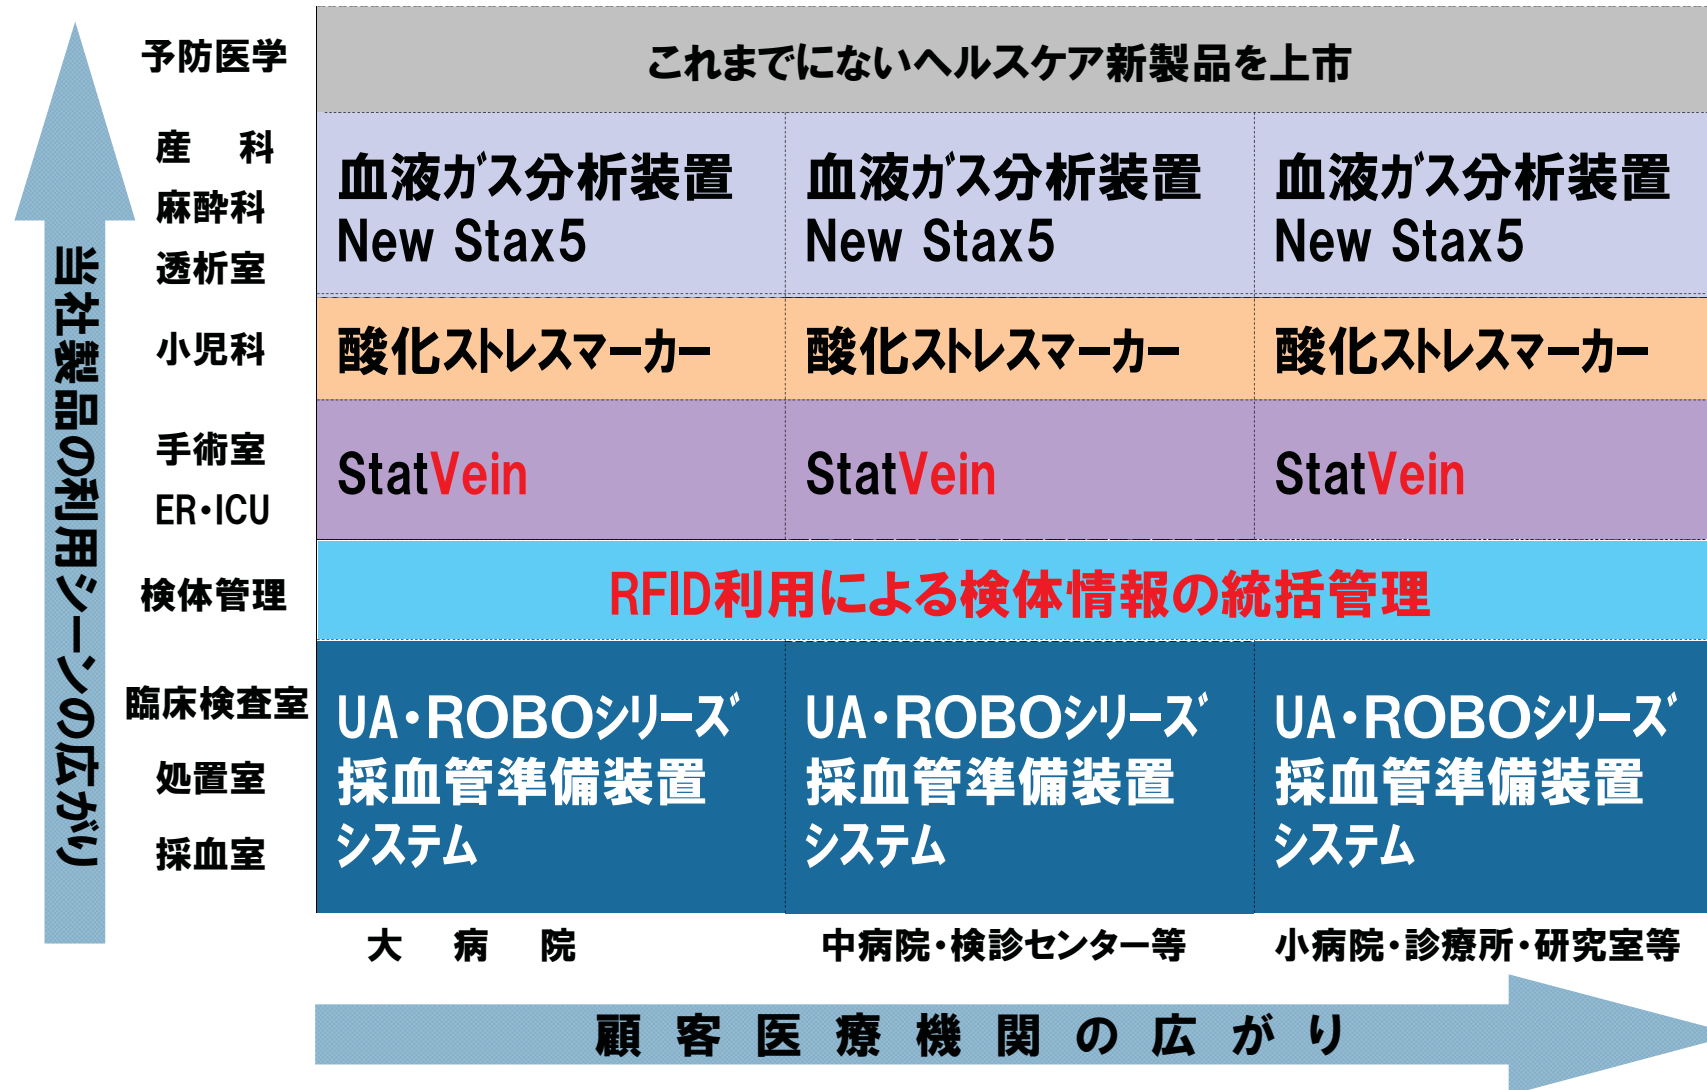 当社製品の利用シーンの広がり
予防医学
これまでにないヘルスケア新製品を上市
産 科
麻酔科
透析室
血液ガス分析装置
New Stax5
血液ガス分析装置
New Stax5
血液ガス分析装置
New Stax5
小児科
酸化ストレスマーカー
酸化ストレスマーカー
酸化ストレスマーカー
手術室
ER・ICU
StatVein
StatVein
StatVein
検体管理
RFID利用による検体情報の統括管理
臨床検査室
処置室
採血室
UA・ROBOシリーズ
採血管準備装置
システム
UA・ROBOシリーズ
採血管準備装置
システム
UA・ROBOシリーズ
採血管準備装置
システム
大 病 院
中病院・検診センター等
小病院・診療所・研究室等
顧 客 医 療 機 関 の 広 が り